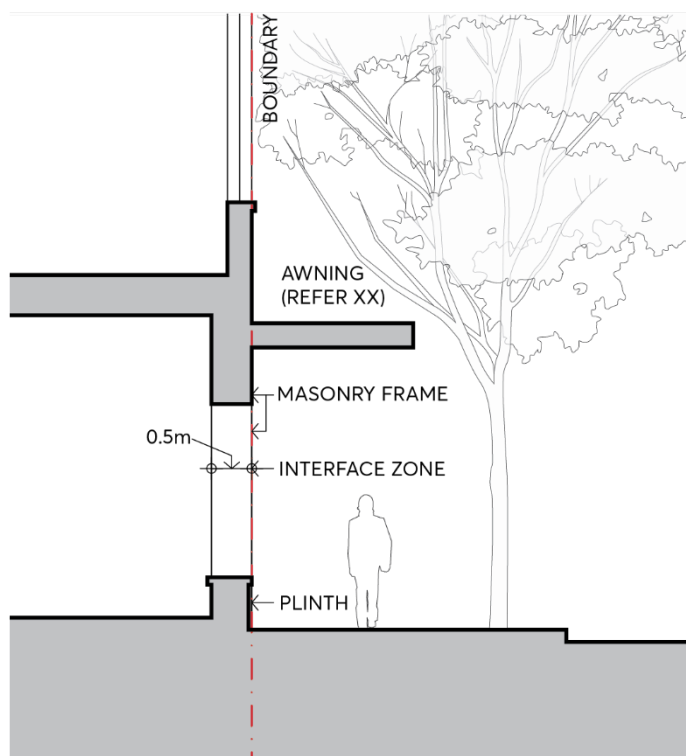 BOUNDARY
AWNING
(REFER XX)
MASONRY FRAME
0.5m
INTERFACE ZONE
PLINTH